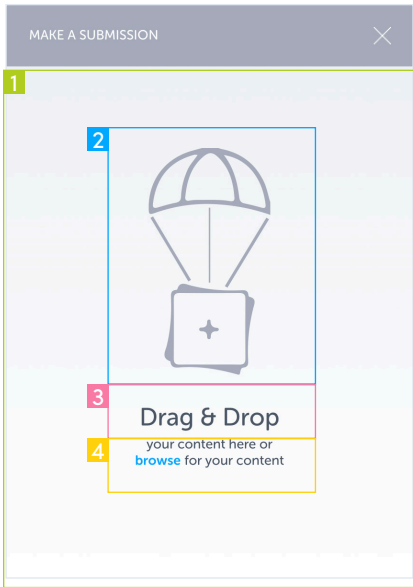 MAKE A SUBMISSION
1
2
3
Drag & Drop
4
your content here or
browse for your content